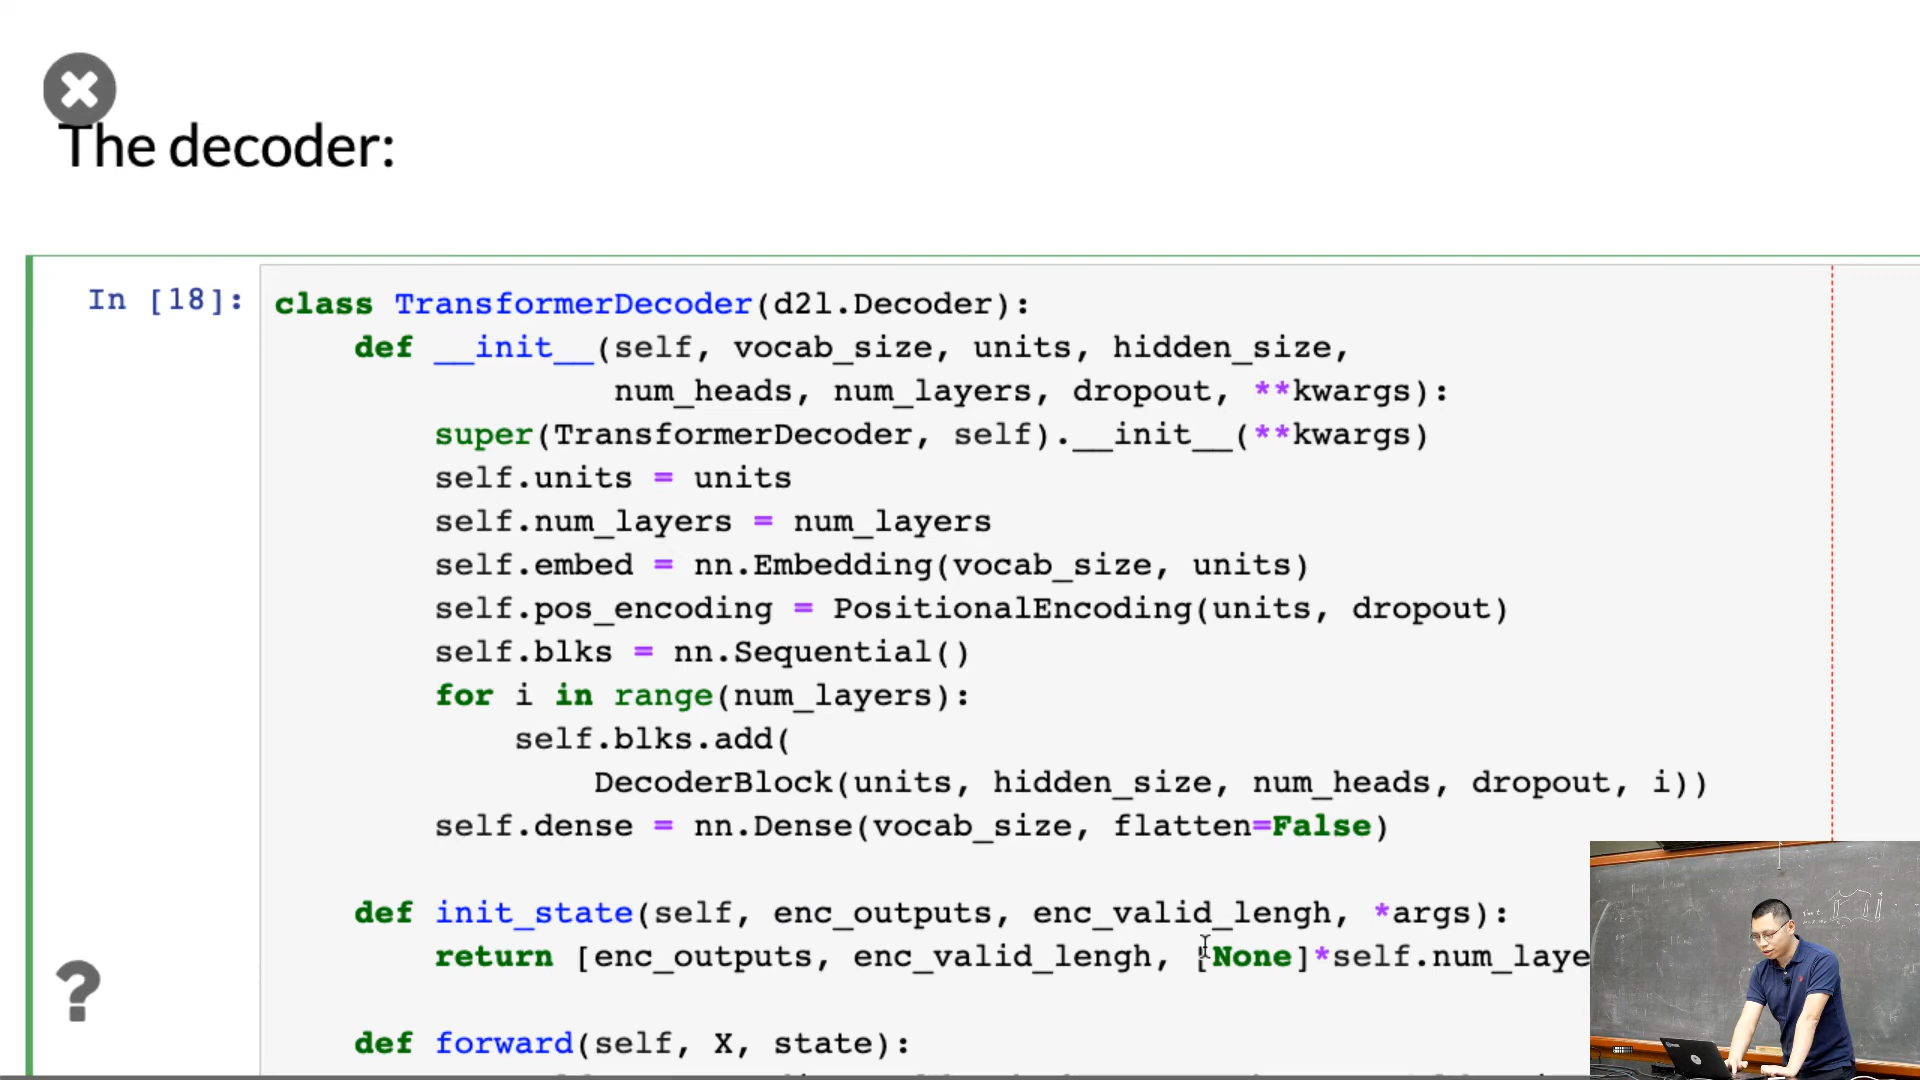 The decoder:
In [18]:
class TransformerDecoder(d2l.Decoder):
    def __init__(self, vocab_size, units, hidden_size,
                 num_heads, num_layers, dropout, **kwargs):
        super(TransformerDecoder, self).__init__(**kwargs)
        self.units = units
        self.num_layers = num_layers
        self.embed = nn.Embedding(vocab_size, units)
        self.pos_encoding = PositionalEncoding(units, dropout)
        self.blks = nn.Sequential()
        for i in range(num_layers):
            self.blks.add(
                DecoderBlock(units, hidden_size, num_heads, dropout, i))
        self.dense = nn.Dense(vocab_size, flatten=False)
    def init_state(self, enc_outputs, enc_valid_lengh, *args):
        return [enc_outputs, enc_valid_lengh, [None]*self.num_laye
    def forward(self, X, state):